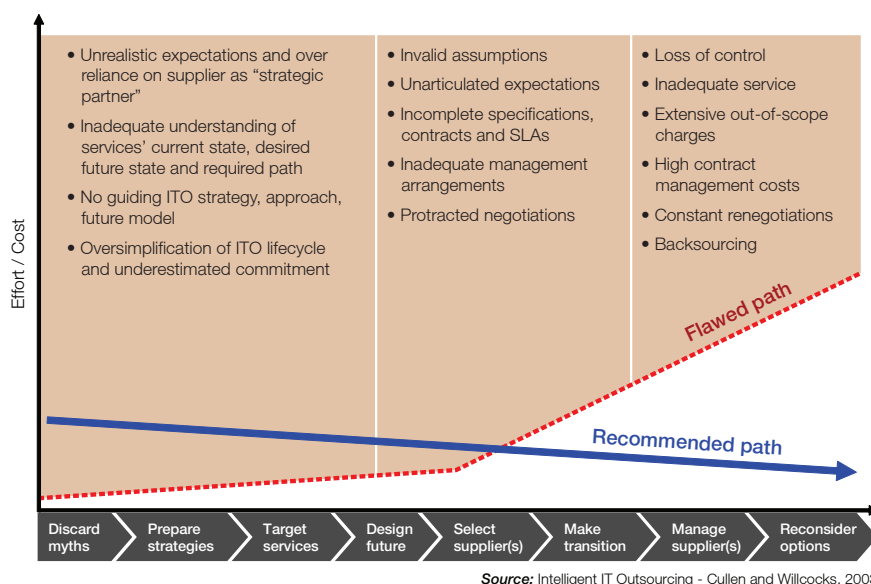 Effort / Cost
• Unrealistic expectations and over
reliance on supplier as “strategic
partner”
• Inadequate understanding of
services’ current state, desired
future state and required path
• No guiding ITO strategy, approach,
future model
• Oversimplification of ITO lifecycle
and underestimated commitment
• Invalid assumptions
• Unarticulated expectations
• Incomplete specifications,
contracts and SLAs
• Inadequate management
arrangements
• Protracted negotiations
• Loss of control
• Inadequate service
• Extensive out-of-scope
charges
• High contract
management costs
• Constant renegotiations
• Backsourcing
Flawed path
Recommended path
Discard
myths
Prepare
strategies
Target
services
Design
future
Select
supplier(s)
Make
transition
Manage
supplier(s)
Reconsider
options
Source: Intelligent IT Outsourcing - Cullen and Willcocks,